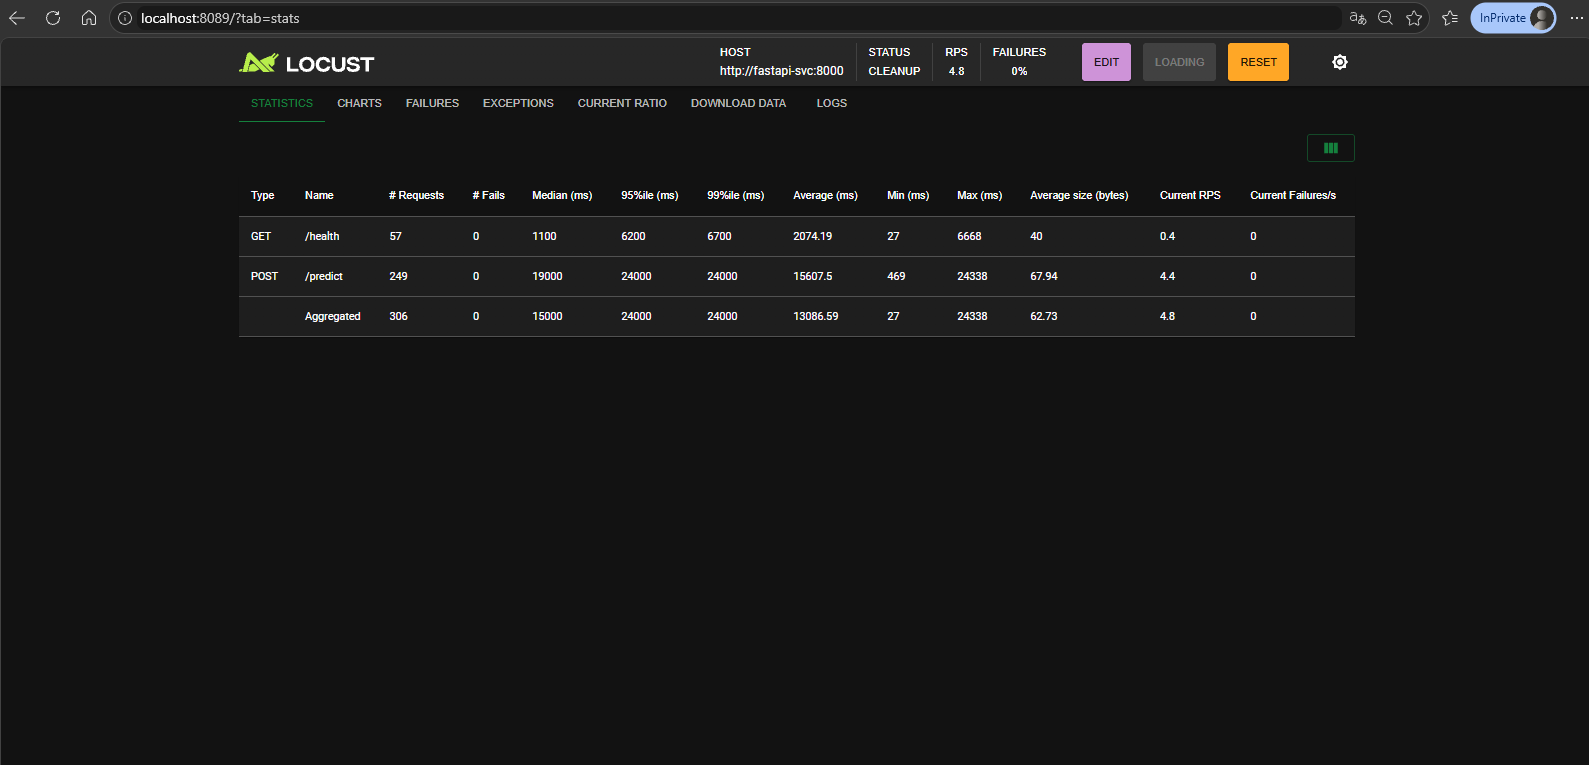 localhost:8089/?tab=stats
InPrivate
LOCUST
HOST
http://fastapi-svc:8000
STATUS
CLEANUP
RPS
4.8
FAILURES
0%
EDIT
LOADING
RESET
STATISTICS CHARTS FAILURES EXCEPTIONS CURRENT RATIO DOWNLOAD DATA LOGS
Type Name # Requests # Fails Median (ms) 95%ile (ms) 99%ile (ms) Average (ms) Min (ms) Max (ms) Average size (bytes) Current RPS Current Failures/s
GET /health 57 0 1100 6200 6700 2074.19 27 6668 40 0.4 0
POST /predict 249 0 19000 24000 24000 15607.5 469 24338 67.94 4.4 0
Aggregated 306 0 15000 24000 24000 13086.59 27 24338 62.73 4.8 0